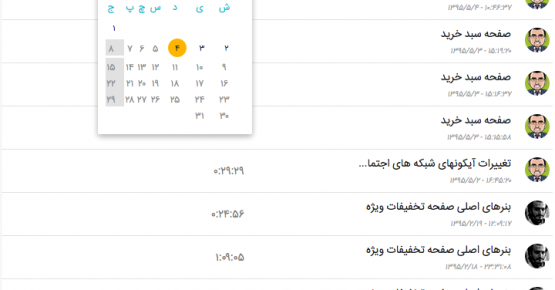 ش ی د س چ پ ج
۱
۲ ۳ ۴ ۵ ۶ ۷ ۸
۹ ۱۰ ۱۱ ۱۲ ۱۳ ۱۴ ۱۵
۱۶ ۱۷ ۱۸ ۱۹ ۲۰ ۲۱ ۲۲
۲۳ ۲۴ ۲۵ ۲۶ ۲۷ ۲۸ ۲۹
۳۰ ۳۱
۱۳۹۵/۵/۴ - ۱۰:۴۶:۳۷
صفحه سبد خرید
۱۳۹۵/۵/۳ - ۱۵:۱۹:۲۰
صفحه سبد خرید
۱۳۹۵/۵/۳ - ۱۵:۱۶:۳۷
صفحه سبد خرید
۱۳۹۵/۵/۳ - ۱۵:۱۵:۵۸
تغییرات آیکونهای شبکه های اجتما...
۱۳۹۵/۵/۲ - ۱۶:۴۵:۲۰
۰:۲۹:۲۹
بنرهای اصلی صفحه تخفیفات ویژه
۱۳۹۵/۲/۱۹ - ۱۲:۰۹:۱۷
۰:۲۴:۵۶
بنرهای اصلی صفحه تخفیفات ویژه
۱۳۹۵/۲/۱۸ - ۲۳:۳۱:۰۸
۱:۰۹:۰۵